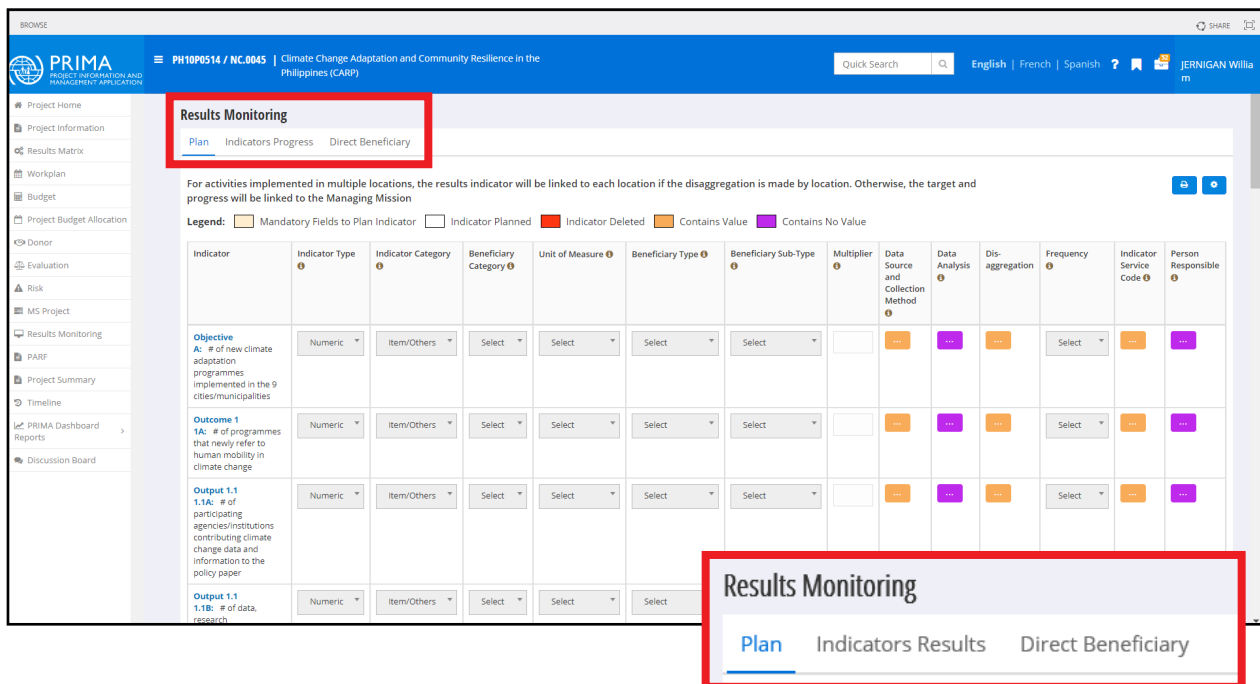 BROWSE
SHARE
PRIMA
PROJECT INFORMATION AND
MANAGEMENT APPLICATION
PH10P0514 / NC.0045 | Climate Change Adaptation and Community Resilience in the
Philippines (CARP)
Quick Search
English | French | Spanish ?
JERNIGAN Willia
m
Project Home
Project Information
Results Matrix
Workplan
Budget
Project Budget Allocation
Donor
Evaluation
Risk
MS Project
Results Monitoring
PARF
Project Summary
Timeline
PRIMA Dashboard
Reports
Discussion Board
Results Monitoring
Plan Indicators Progress Direct Beneficiary
For activities implemented in multiple locations, the results indicator will be linked to each location if the disaggregation is made by location. Otherwise, the target and
progress will be linked to the Managing Mission
Legend: Mandatory Fields to Plan Indicator Indicator Planned Indicator Deleted Contains Value Contains No Value
Indicator
Indicator Type
Indicator Category
Beneficiary
Category
Unit of Measure
Beneficiary Type
Beneficiary Sub-Type
Multiplier
Data
Source
and
Collection
Method
Data
Analysis
Dis-
aggregation
Frequency
Indicator
Service
Code
Person
Responsible
Objective
A: # of new climate
adaptation
programmes
implemented in the 9
cities/municipalities
Numeric Item/Others Select Select Select Select ... ... ... Select ... ...
Outcome 1
1A: # of programmes
that newly refer to
human mobility in
climate change
Numeric Item/Others Select Select Select Select ... ... ... Select ... ...
Output 1.1
1.1A: # of
participating
agencies/institutions
contributing climate
change data and
information to the
policy paper
Numeric Item/Others Select Select Select Select ... ... ... Select ... ...
Output 1.1
1.1B: # of data,
research
Numeric Item/Others Select Select Select
Results Monitoring
Plan Indicators Results Direct Beneficiary